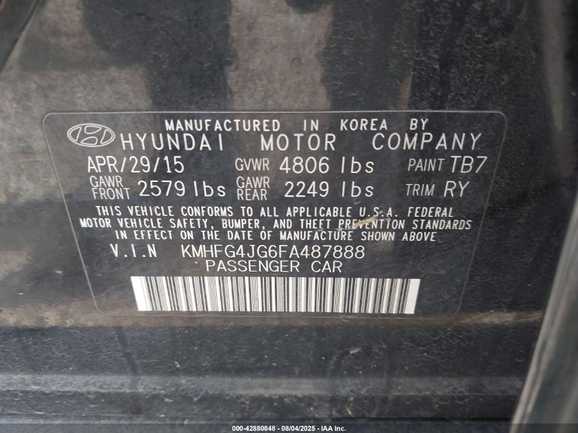 MANUFACTURED IN KOREA BY
HYUNDAI MOTOR COMPANY
APR/29/15 GVWR 4806 lbs PAINT TB7
GAWR FRONT 2579 lbs GAWR REAR 2249 lbs TRIM RY
THIS VEHICLE CONFORMS TO ALL APPLICABLE U.S.A. FEDERAL
MOTOR VEHICLE SAFETY, BUMPER, AND THEFT PREVENTION STANDARDS
IN EFFECT ON THE DATE OF MANUFACTURE SHOWN ABOVE
V.I.N KMHFG4JG6FA487888
PASSENGER CAR
000-42880848 - 08/04/2025 - IAA Inc.